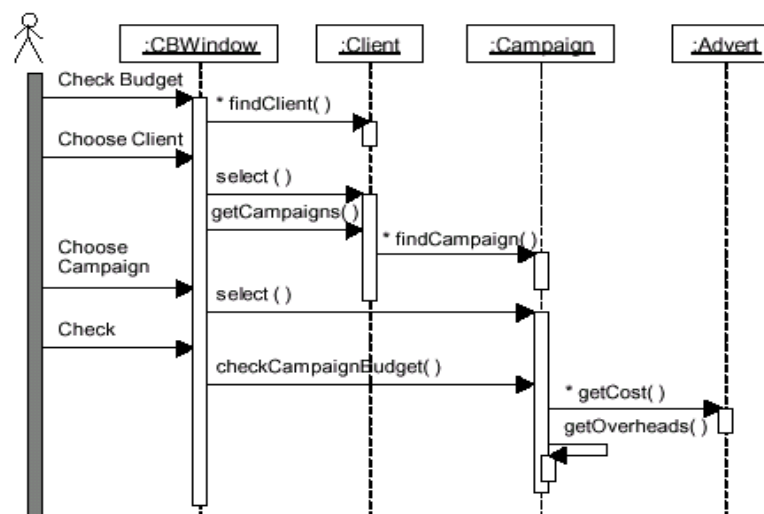 :CBWindow
:Client
:Campaign
:Advert
Check Budget
* findClient( )
Choose Client
select ( )
getCampaigns( )
* findCampaign( )
Choose
Campaign
select ( )
Check
checkCampaignBudget( )
* getCost( )
getOverheads( )